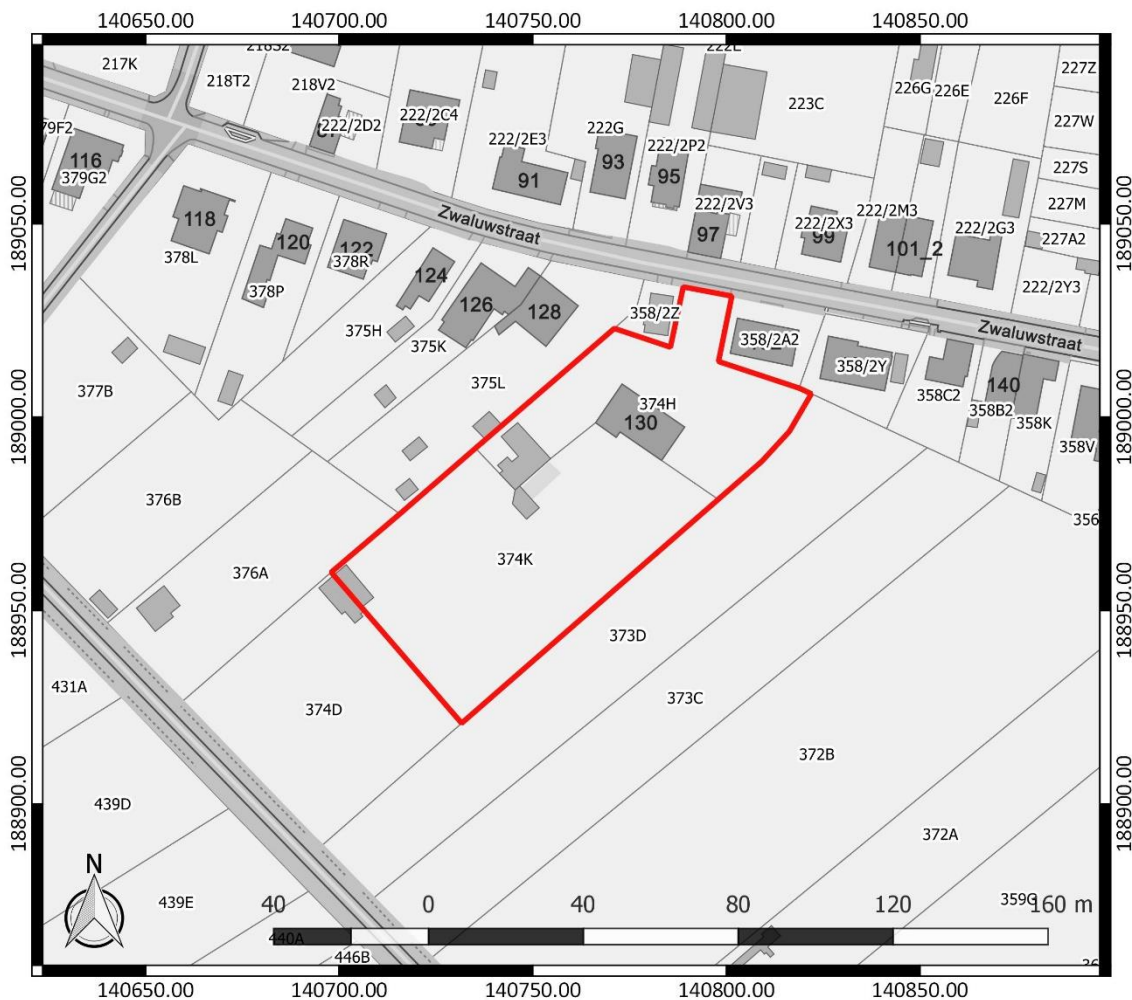 140650.00 140700.00 140750.00 140800.00 140850.00
217K
218T2
218S2
218V2
222/2D2
222/2C4
222/2E3
222G
222/2P2
223C
226G
226E
226F
227Z
227W
227S
227M
227A2
79F2
116
379G2
91
93
95
222/2V3
97
222/2X3
99
222/2M3
101_2
222/2G3
222/2Y3
189050.00
189050.00
118
378L
120
378P
122
378R
124
375H
126
375K
128
Zwaluwstraat
Zwaluwstraat
358/2Z
358/2A2
358/2Y
358C2
358B2
140
358K
358V
377B
375L
374H
130
189000.00
189000.00
376B
376A
374K
356
188950.00
188950.00
373D
431A
374D
373C
372B
439D
188900.00
188900.00
372A
N
439E
359G
40 0 40 80 120 160 m
440A
446B
140650.00 140700.00 140750.00 140800.00 140850.00